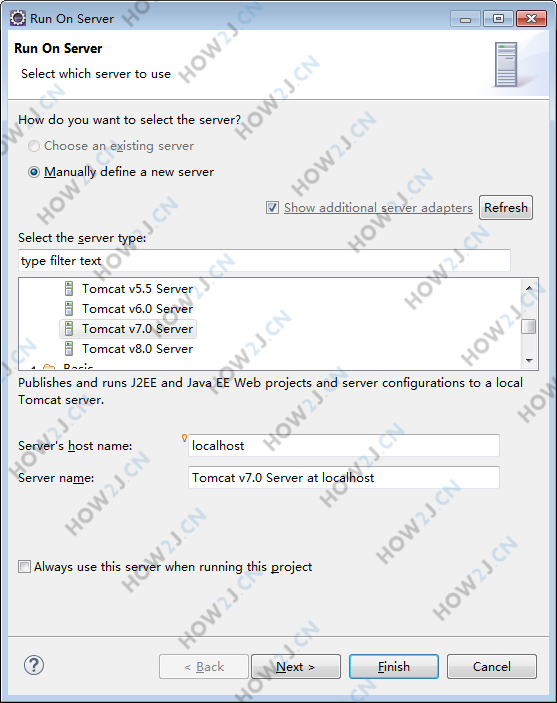 Run On Server
Run On Server
Select which server to use
How do you want to select the server?
Choose an existing server
Manually define a new server
Show additional server adapters
Refresh
Select the server type:
type filter text
Tomcat v5.5 Server
Tomcat v6.0 Server
Tomcat v7.0 Server
Tomcat v8.0 Server
Basic
Publishes and runs J2EE and Java EE Web projects and server configurations to a local
Tomcat server.
Server's host name:
localhost
Server name:
Tomcat v7.0 Server at localhost
Always use this server when running this project
?
< Back
Next >
Finish
Cancel
HOW2J.CN